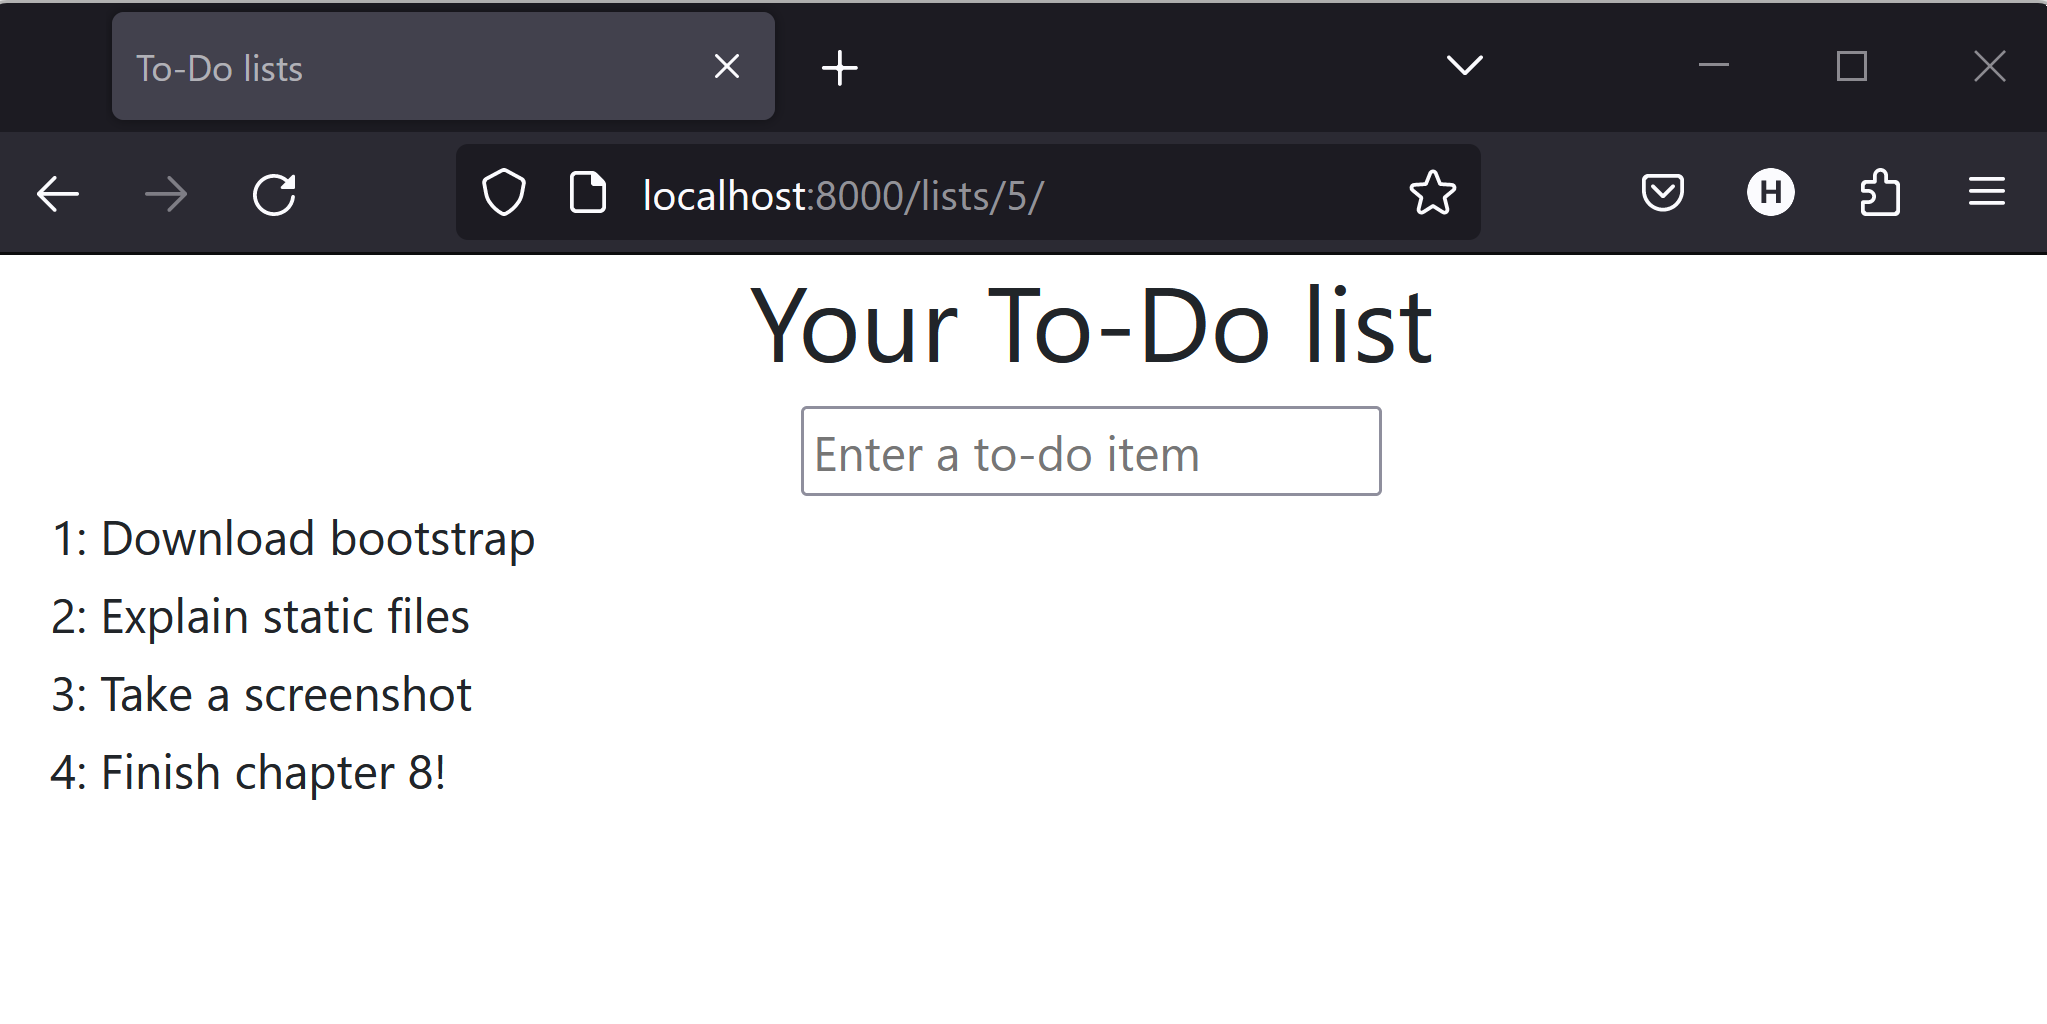 To-Do lists
localhost:8000/lists/5/
H
Your To-Do list
Enter a to-do item
1: Download bootstrap
2: Explain static files
3: Take a screenshot
4: Finish chapter 8!